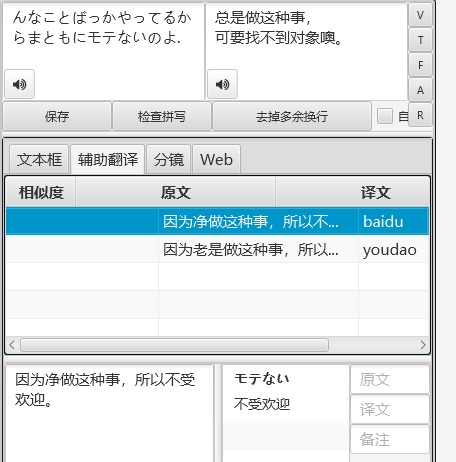 んなことばっかやってるか
らまともにモテないのよ.
总是做这种事，
可要找不到对象噢。
V
T
F
A
R
保存
检查拼写
去掉多余换行
自
文本框
辅助翻译
分镜
Web
相似度
原文
译文
因为净做这种事，所以不...
baidu
因为老是做这种事，所以...
youdao
因为净做这种事，所以不受
欢迎。
モテない
不受欢迎
原文
译文
备注